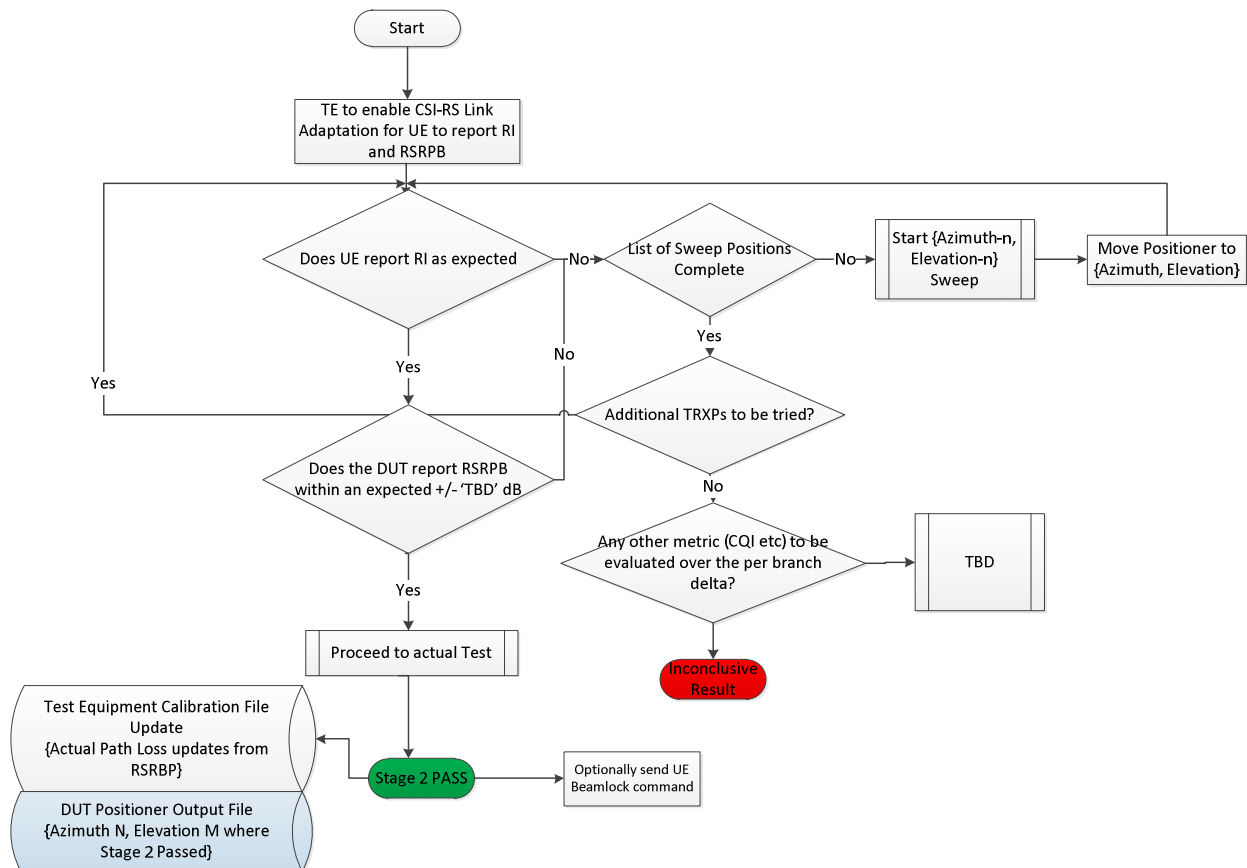 Start
TE to enable CSI-RS Link
Adaptation for UE to report RI
and RSRPB
Does UE report RI as expected
No
List of Sweep Positions
Complete
No
Start {Azimuth-n,
Elevation-n}
Sweep
Move Positioner to
{Azimuth, Elevation}
Yes
Yes
No
Yes
Additional TRXPs to be tried?
Does the DUT report RSRPB
within an expected +/- ‘TBD’ dB
No
Any other metric (CQI etc) to be
evaluated over the per branch
delta?
TBD
Yes
Proceed to actual Test
Inconclusive
Result
Test Equipment Calibration File
Update
{Actual Path Loss updates from
RSRBP}
Stage 2 PASS
Optionally send UE
Beamlock command
DUT Positioner Output File
{Azimuth N, Elevation M where
Stage 2 Passed}